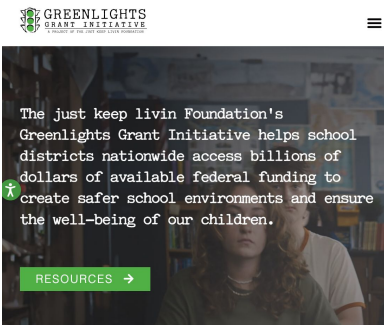 GREENLIGHTS
GRANT INITIATIVE
A PROJECT OF THE JUST KEEP LIVIN FOUNDATION
The just keep livin Foundation's
Greenlights Grant Initiative helps school
districts nationwide access billions of
dollars of available federal funding to
create safer school environments and ensure
the well-being of our children.
RESOURCES →